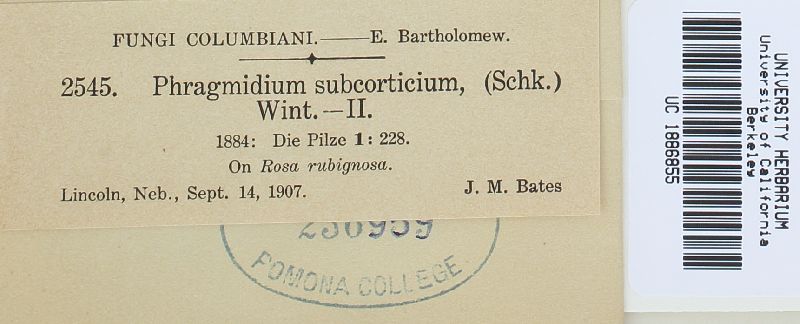 FUNGI COLUMBIANI.——E. Bartholomew.
2545. Phragmidium subcorticium, (Schk.)
Wint.—II.
1884: Die Pilze 1: 228.
On Rosa rubignosa.
Lincoln, Neb., Sept. 14, 1907. J. M. Bates
POMONA COLLEGE
UNIVERSITY HERBARIUM
University of California
Berkeley
UC 1886855